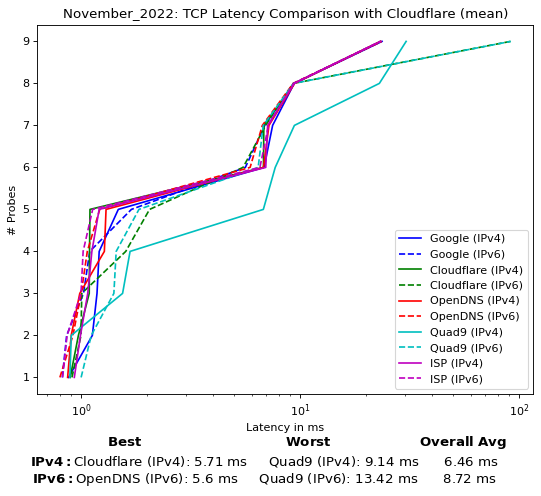 November_2022: TCP Latency Comparison with Cloudflare (mean)
# Probes
9
8
7
6
5
4
3
2
1
Google (IPv4)
Google (IPv6)
Cloudflare (IPv4)
Cloudflare (IPv6)
OpenDNS (IPv4)
OpenDNS (IPv6)
Quad9 (IPv4)
Quad9 (IPv6)
ISP (IPv4)
ISP (IPv6)
10⁰ 10¹ 10²
Latency in ms
Best Worst Overall Avg
IPv4: Cloudflare (IPv4): 5.71 ms Quad9 (IPv4): 9.14 ms 6.46 ms
IPv6: OpenDNS (IPv6): 5.6 ms Quad9 (IPv6): 13.42 ms 8.72 ms